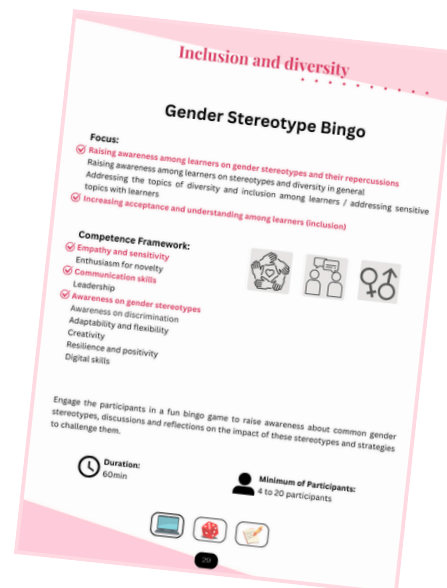 Inclusion and diversity
Gender Stereotype Bingo
Focus:
Raising awareness among learners on gender stereotypes and their repercussions
Raising awareness among learners on stereotypes and diversity in general
Addressing the topics of diversity and inclusion among learners / addressing sensitive
topics with learners
Increasing acceptance and understanding among learners (inclusion)
Competence Framework:
Empathy and sensitivity
Enthusiasm for novelty
Communication skills
Leadership
Awareness on gender stereotypes
Awareness on discrimination
Adaptability and flexibility
Creativity
Resilience and positivity
Digital skills
Engage the participants in a fun bingo game to raise awareness about common gender
stereotypes, discussions and reflections on the impact of these stereotypes and strategies
to challenge them.
Duration:
60min
Minimum of Participants:
4 to 20 participants
29